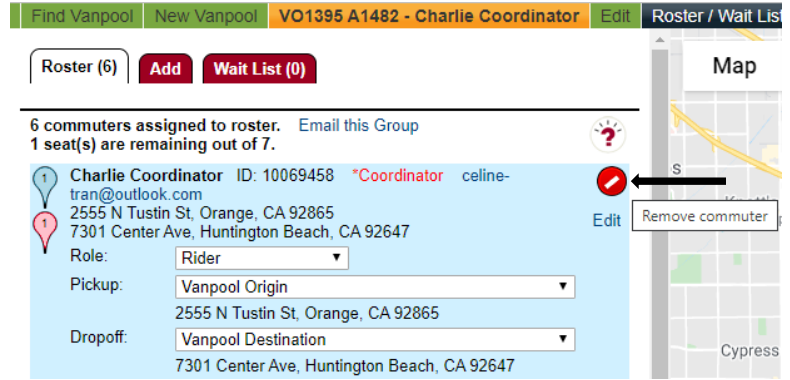 Find Vanpool New Vanpool VO1395 A1482 - Charlie Coordinator Edit Roster / Wait List
Roster (6) Add Wait List (0)
Map
6 commuters assigned to roster. Email this Group
1 seat(s) are remaining out of 7.
?
1 Charlie Coordinator ID: 10069458 *Coordinator celine-
tran@outlook.com
1 2555 N Tustin St, Orange, CA 92865
7301 Center Ave, Huntington Beach, CA 92647
Edit
Remove commuter
Role: Rider
Pickup: Vanpool Origin
2555 N Tustin St, Orange, CA 92865
Dropoff: Vanpool Destination
7301 Center Ave, Huntington Beach, CA 92647
Cypress